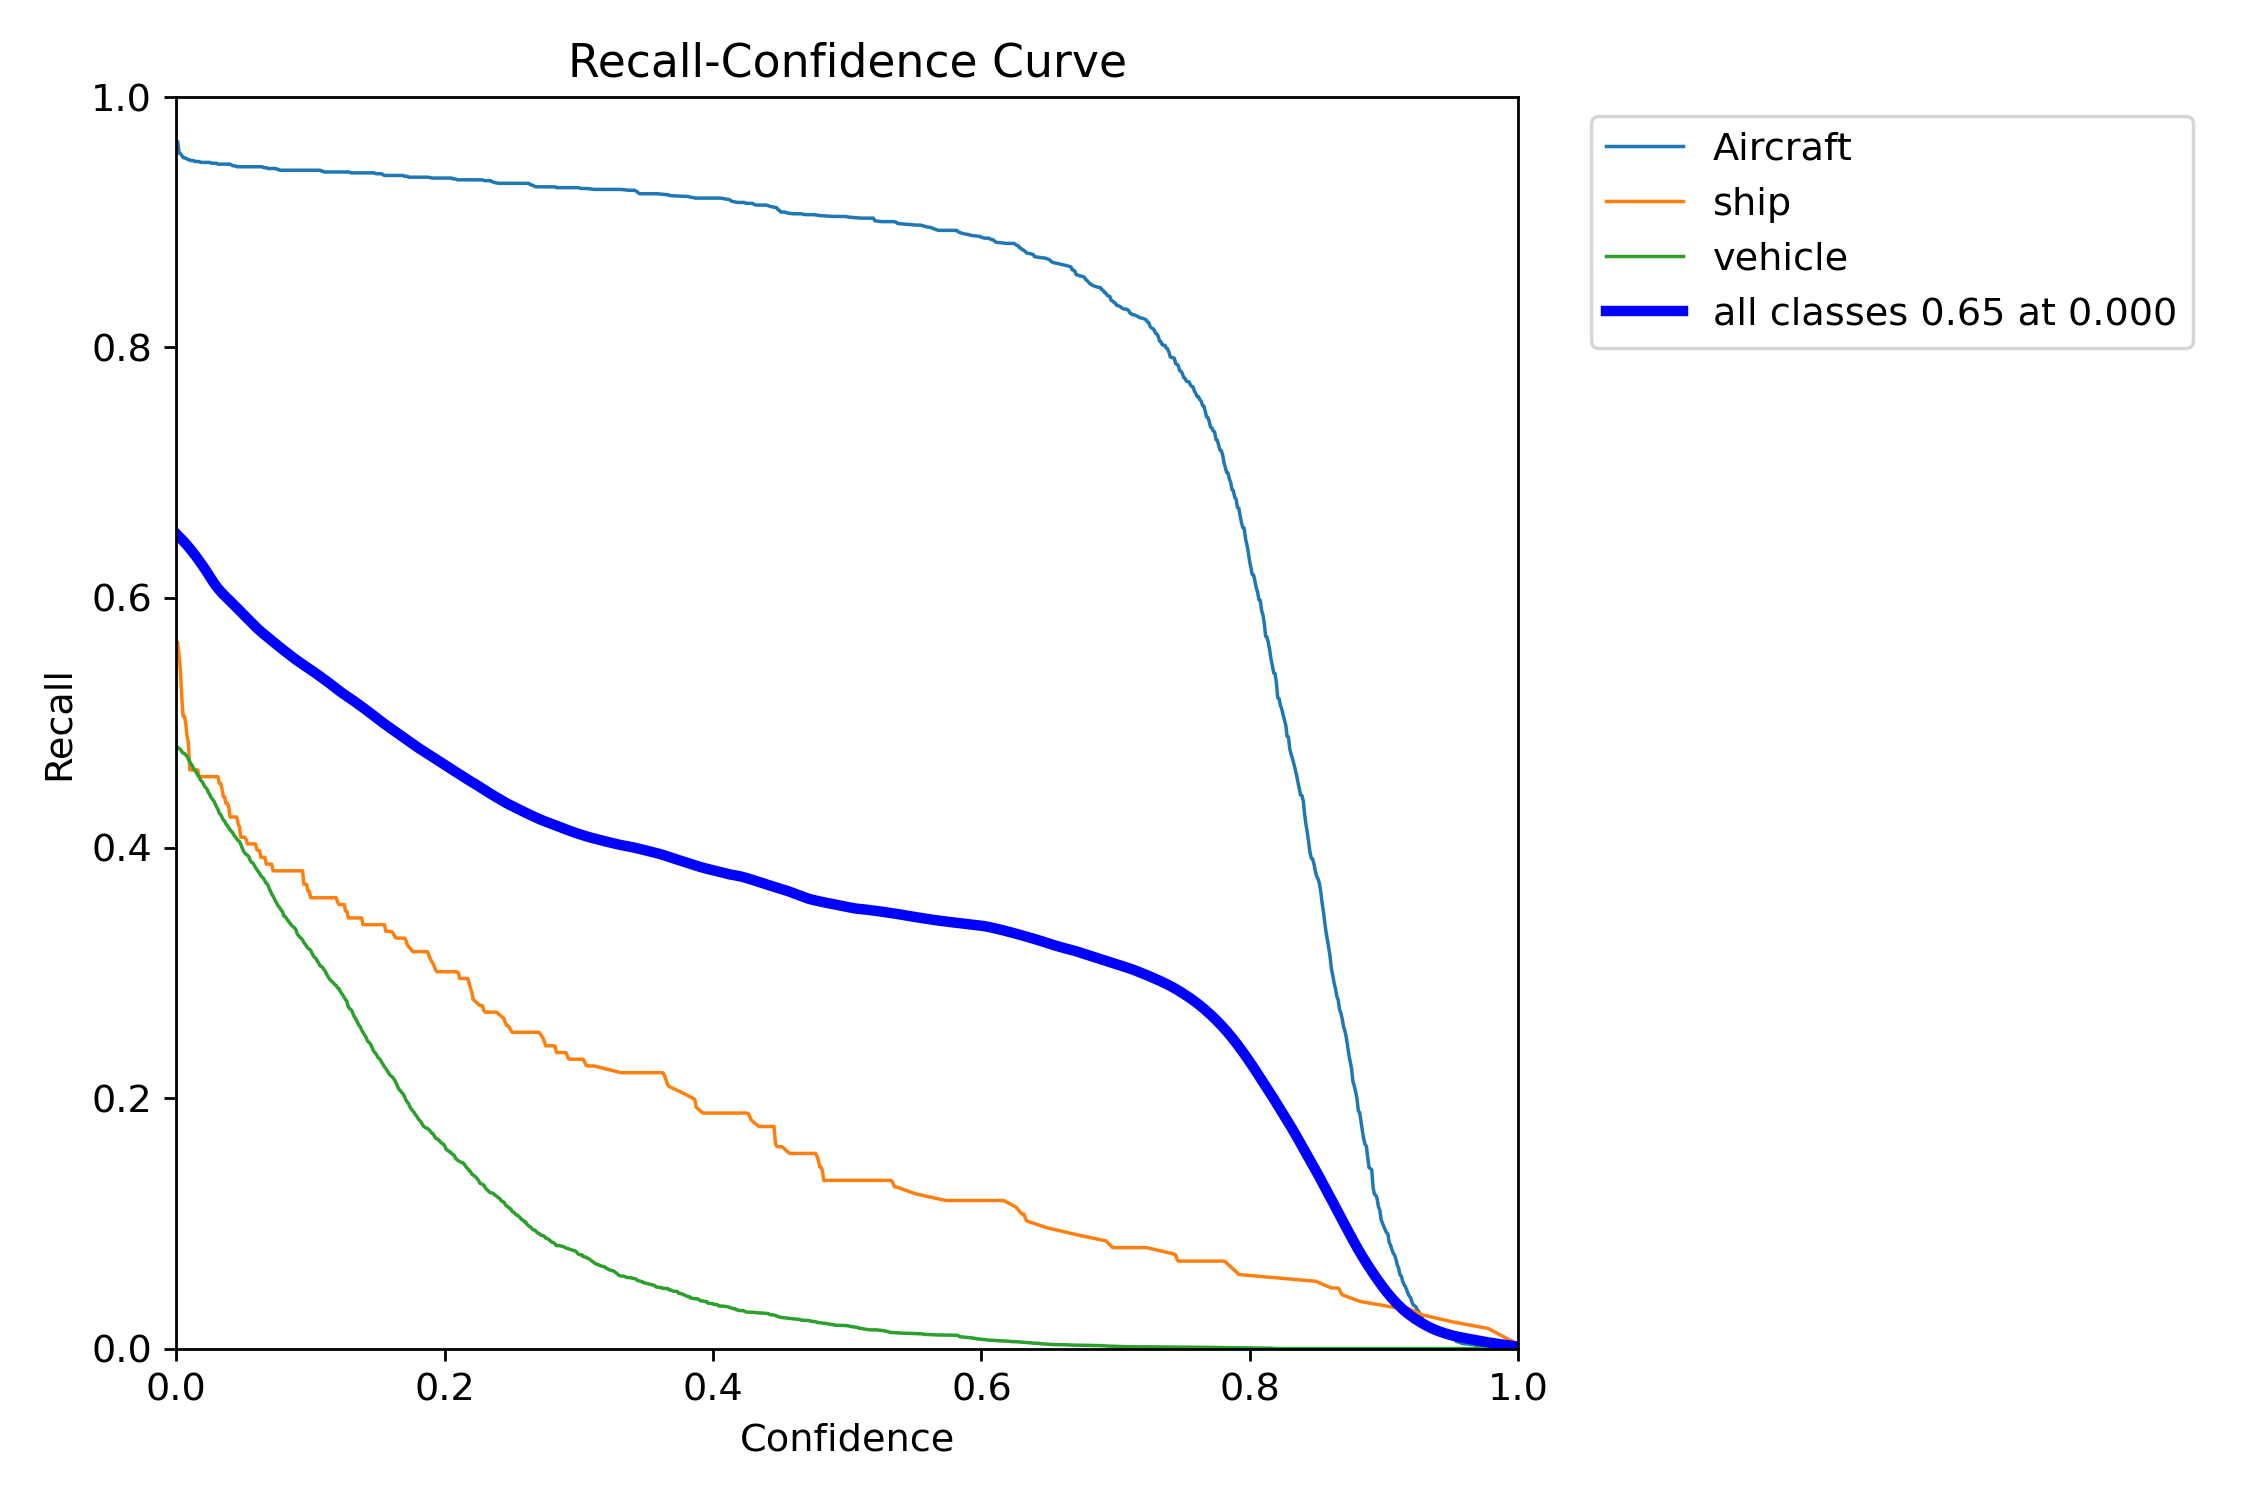 Recall-Confidence Curve
1.0
0.8
0.6
0.4
0.2
0.0
Recall
0.0 0.2 0.4 0.6 0.8 1.0
Confidence
Aircraft
ship
vehicle
all classes 0.65 at 0.000